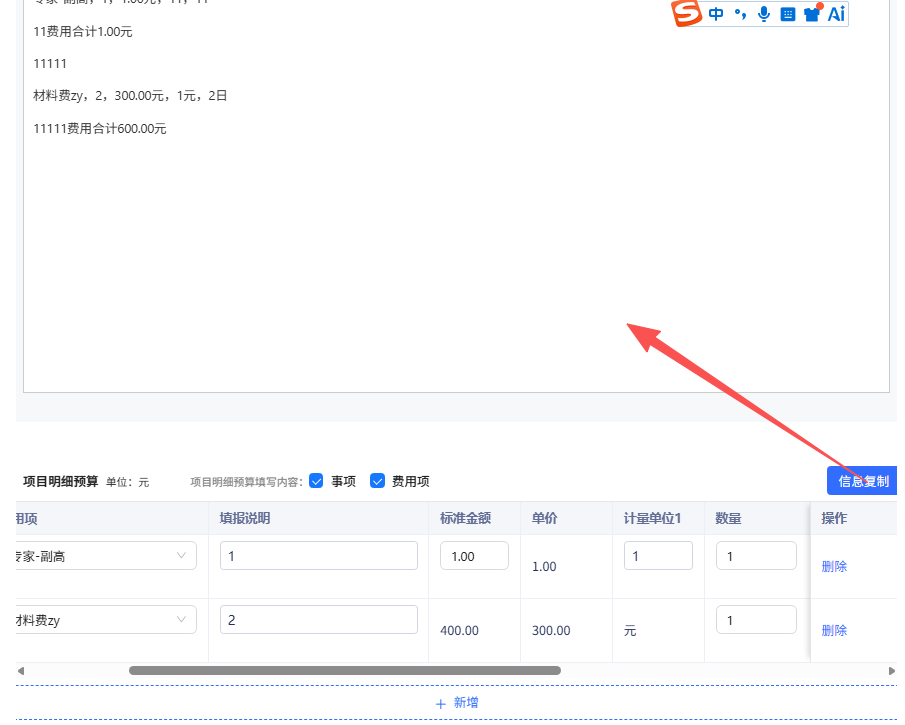 中 Ai
11费用合计1.00元
11111
材料费zy，2，300.00元，1元，2日
11111费用合计600.00元
项目明细预算 单位：元 项目明细预算填写内容： 事项 费用项 信息复制
用项 填报说明 标准金额 单价 计量单位1 数量 操作
专家-副高 1 1.00 1.00 1 1 删除
材料费zy 2 400.00 300.00 元 1 删除
+ 新增